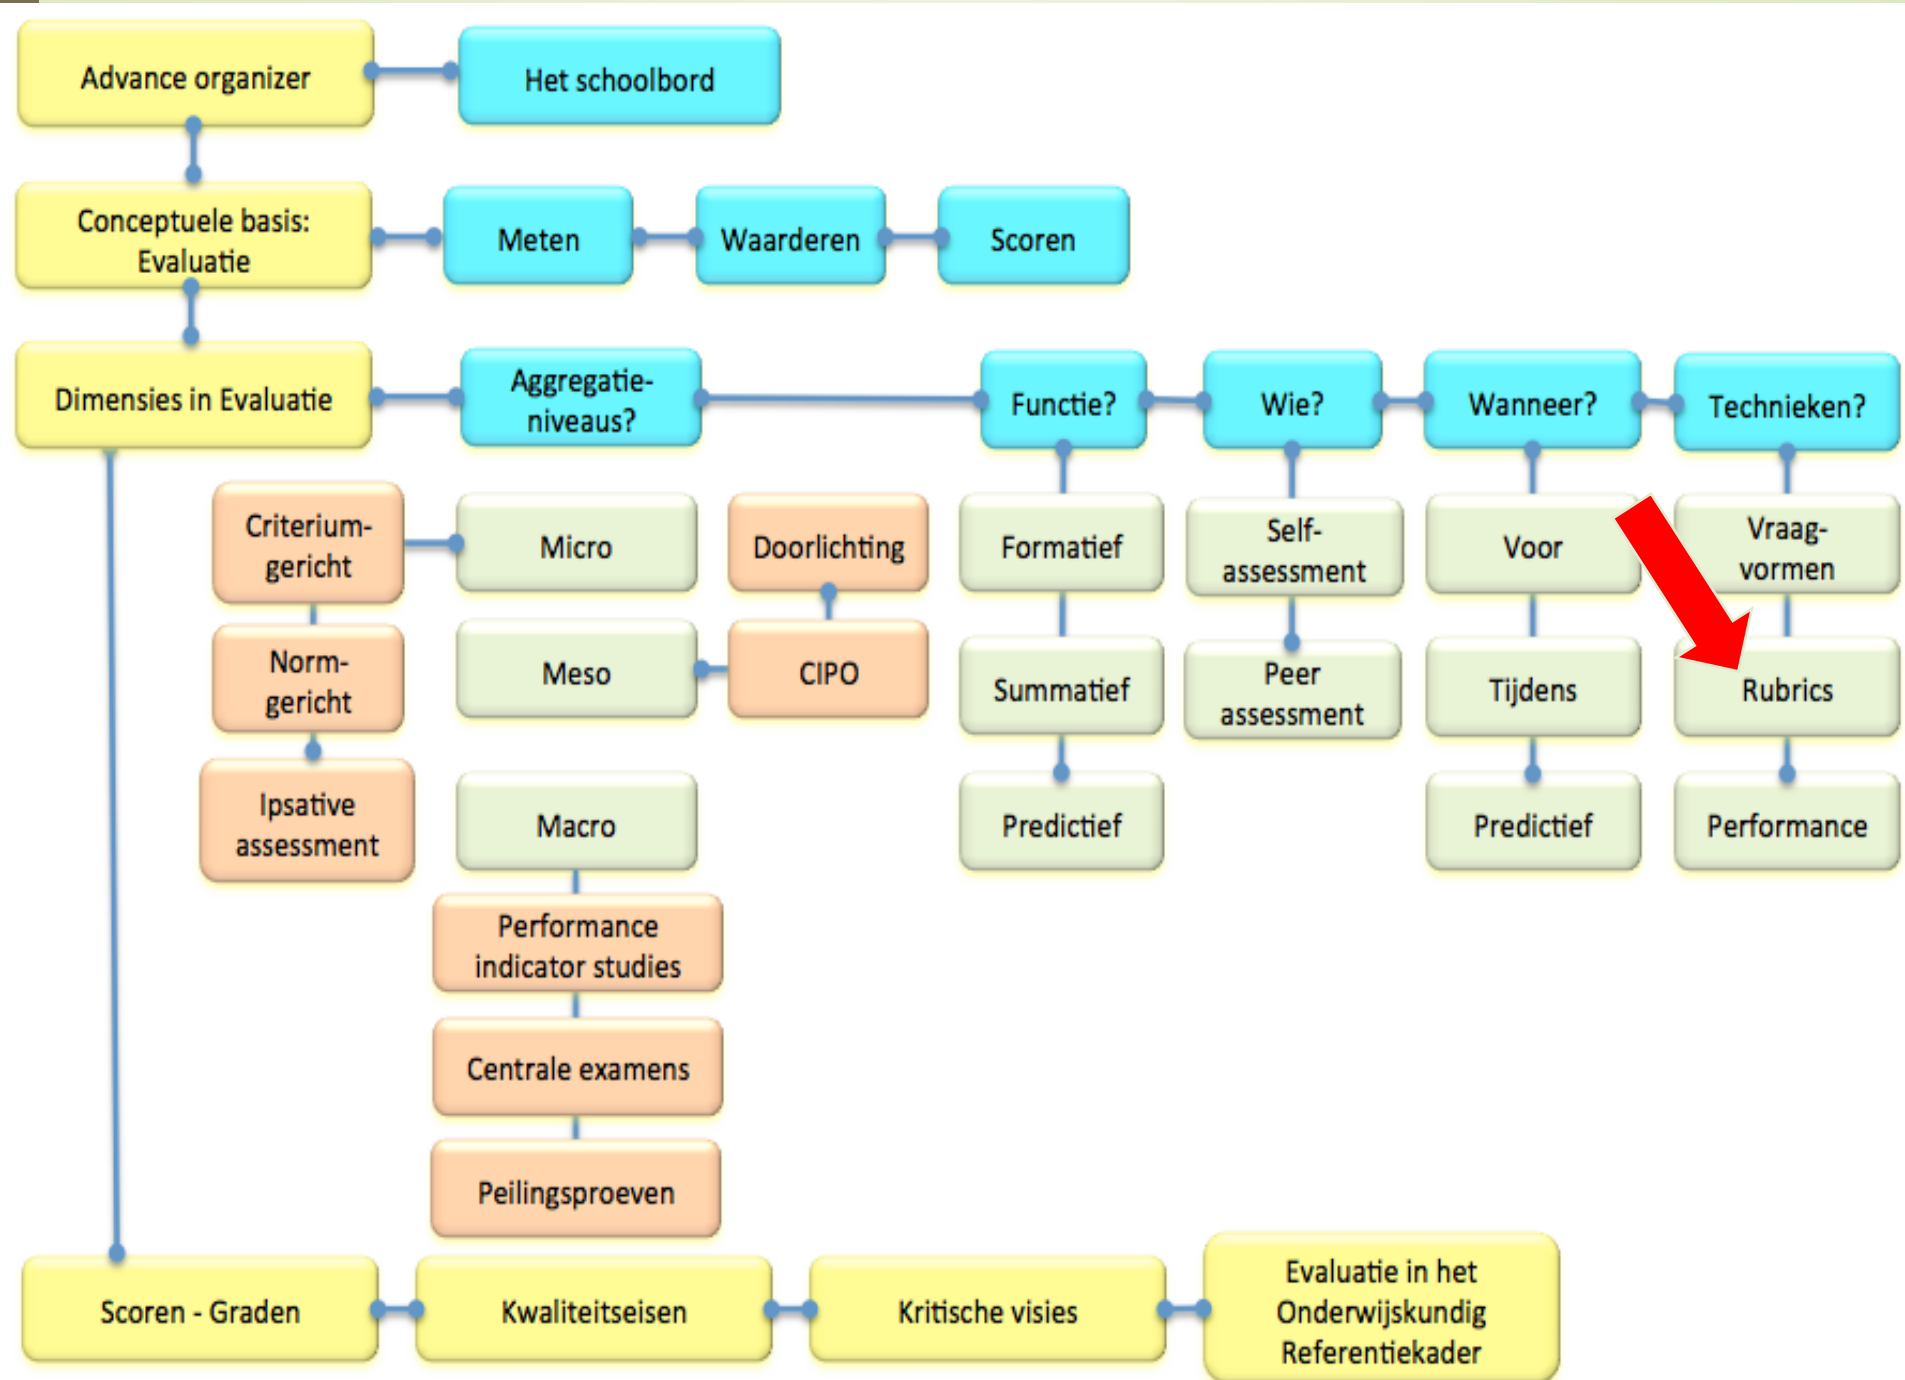 Advance organizer
Het schoolbord
Conceptuele basis:
Evaluatie
Meten
Waarderen
Scoren
Dimensies in Evaluatie
Aggregatie-
niveaus?
Functie?
Wie?
Wanneer?
Technieken?
Criterium-
gericht
Micro
Doorlichting
Formatief
Self-
assessment
Voor
Vraag-
vormen
Norm-
gericht
Meso
CIPO
Summatief
Peer
assessment
Tijdens
Rubrics
Ipsative
assessment
Macro
Predictief
Predictief
Performance
Performance
indicator studies
Centrale examens
Peilingsproeven
Scoren - Graden
Kwaliteitseisen
Kritische visies
Evaluatie in het
Onderwijskundig
Referentiekader